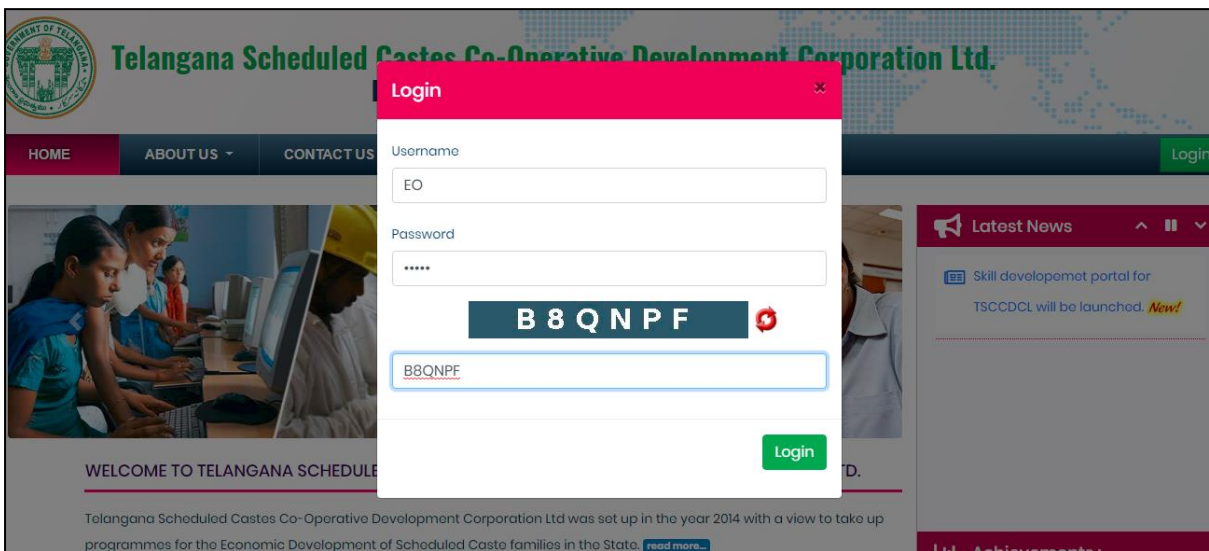 Telangana Scheduled Castes Co-Operative Development Corporation Ltd.
Login
HOME
ABOUT US
CONTACT US
Login
Username
EO
Password
•••••
B 8 Q N P F
B8QNPF
Login
Latest News
Skill developemet portal for
TSCCDCL will be launched. New!
WELCOME TO TELANGANA SCHEDULE
TD.
Telangana Scheduled Castes Co-Operative Development Corporation Ltd was set up in the year 2014 with a view to take up
programmes for the Economic Development of Scheduled Caste families in the State. read more...